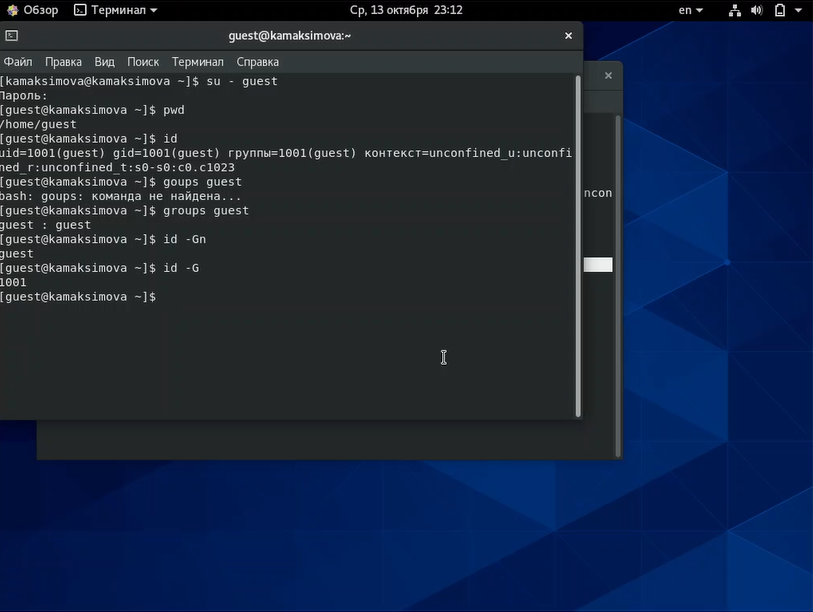 Обзор Терминал Ср, 13 октября 23:12 en
guest@kamaksimova:~
Файл Правка Вид Поиск Терминал Справка
[kamaksimova@kamaksimova ~]$ su - guest
Пароль:
[guest@kamaksimova ~]$ pwd
/home/guest
[guest@kamaksimova ~]$ id
uid=1001(guest) gid=1001(guest) группы=1001(guest) контекст=unconfined_u:unconfi
ned_r:unconfined_t:s0-s0:c0.c1023
[guest@kamaksimova ~]$ goups guest
bash: goups: команда не найдена...
[guest@kamaksimova ~]$ groups guest
guest : guest
[guest@kamaksimova ~]$ id -Gn
guest
[guest@kamaksimova ~]$ id -G
1001
[guest@kamaksimova ~]$
ncon